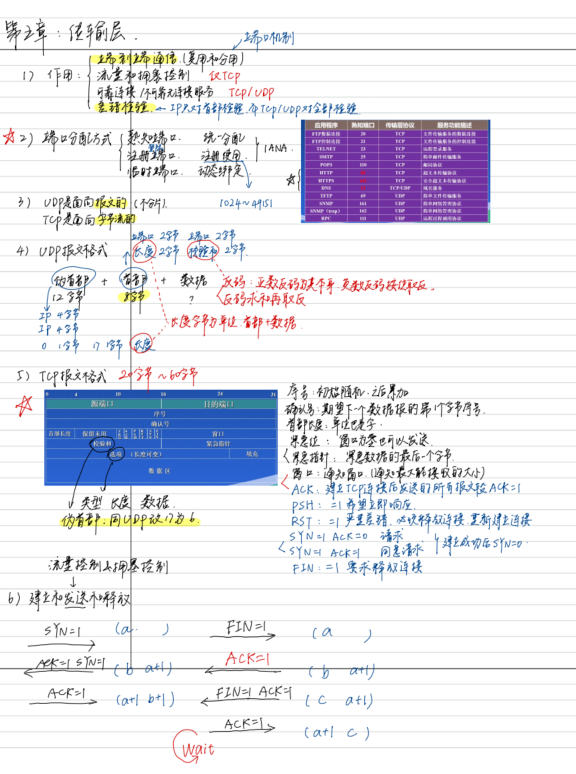 第五章：传输层
端口机制
端到端通信（复用和分用）
1）作用： 流量和拥塞控制 仅TCP
可靠连接/不可靠无连接服务 TCP/UDP
差错检验 ← IP只对首部检验，而TCP/UDP对全部检验
2）端口分配方式 熟知端口 统一分配
注册端口 注册使用 IANA
临时端口 动态绑定
应用程序 熟知端口 传输层协议 服务功能描述
FTP数据连接 20 TCP 文件传输服务的数据连接
FTP控制连接 21 TCP 文件传输服务的控制连接
TELNET 23 TCP 远程登录服务
SMTP 25 TCP 简单邮件传输服务
POP3 110 TCP 邮局协议
HTTP TCP 超文本传输协议
HTTPS TCP 安全超文本传输协议
DNS TCP/UDP 域名服务
TFTP 69 UDP 简单文件传输服务
SNMP 161 UDP 简单网络管理协议
SNMP（trap） 162 UDP 简单网络管理协议
RPC 111 UDP 远程过程调用协议
3）UDP是面向报文的（不合分）
1024～49151
TCP是面向字节流的
端口 2字节 端口 2字节
4）UDP报文格式 长度 2字节 校验和 2字节
伪首部 + 首部 + 数据
反码：正数反码为其本身，负数反码按位取反
12字节 8字节 ？
反码求和再取反
IP 4字节
IP 4字节
长度字节为单位 首部+数据
0 1字节 17 1字节 长度
5）TCP报文格式 20字节～60字节
0 4 10 16 24 31
源端口 目的端口
序号
确认号
首部长度 保留未用 窗口
校验和 紧急指针
选项（长度可变） 填充
数据区
序号：初始随机，之后累加
确认号：期望下一个数据报的第1个字节序号
首部长度：单位是4字节
紧急位：窗口为零也可以发送
紧急指针：紧急数据的最后一个字节
窗口：通知窗口（通知最大能接收的大小）
ACK：建立TCP连接后发送的所有报文段ACK=1
PSH：=1 希望立即响应
RST：=1 严重差错，必须释放连接 重新建立连接
SYN=1 ACK=0 请求
SYN=1 ACK=1 同意请求
建立成功后SYN=0
FIN：=1 要求释放连接
类型 长度 数据
伪首部，同UDP 改17为6
流量控制与拥塞控制
6）建立和发送和释放
SYN=1 （a ） FIN=1 （a ）
ACK=1 SYN=1 （b a+1） ACK=1 （b a+1）
ACK=1 （a+1 b+1） FIN=1 ACK=1 （c a+1）
ACK=1 （a+1 c）
wait